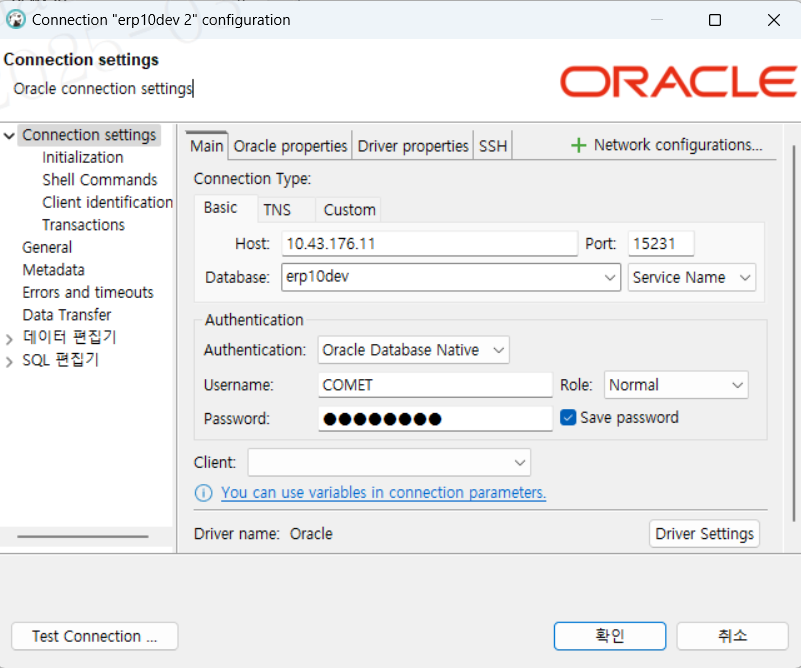 Connection "erp10dev 2" configuration
Connection settings
Oracle connection settings
ORACLE
Connection settings
Initialization
Shell Commands
Client identification
Transactions
General
Metadata
Errors and timeouts
Data Transfer
데이터 편집기
SQL 편집기
Main Oracle properties Driver properties SSH Network configurations...
Connection Type:
Basic TNS Custom
Host: 10.43.176.11 Port: 15231
Database: erp10dev Service Name
Authentication
Authentication: Oracle Database Native
Username: COMET Role: Normal
Password: ●●●●●●●● Save password
Client:
You can use variables in connection parameters.
Driver name: Oracle Driver Settings
Test Connection ... 확인 취소